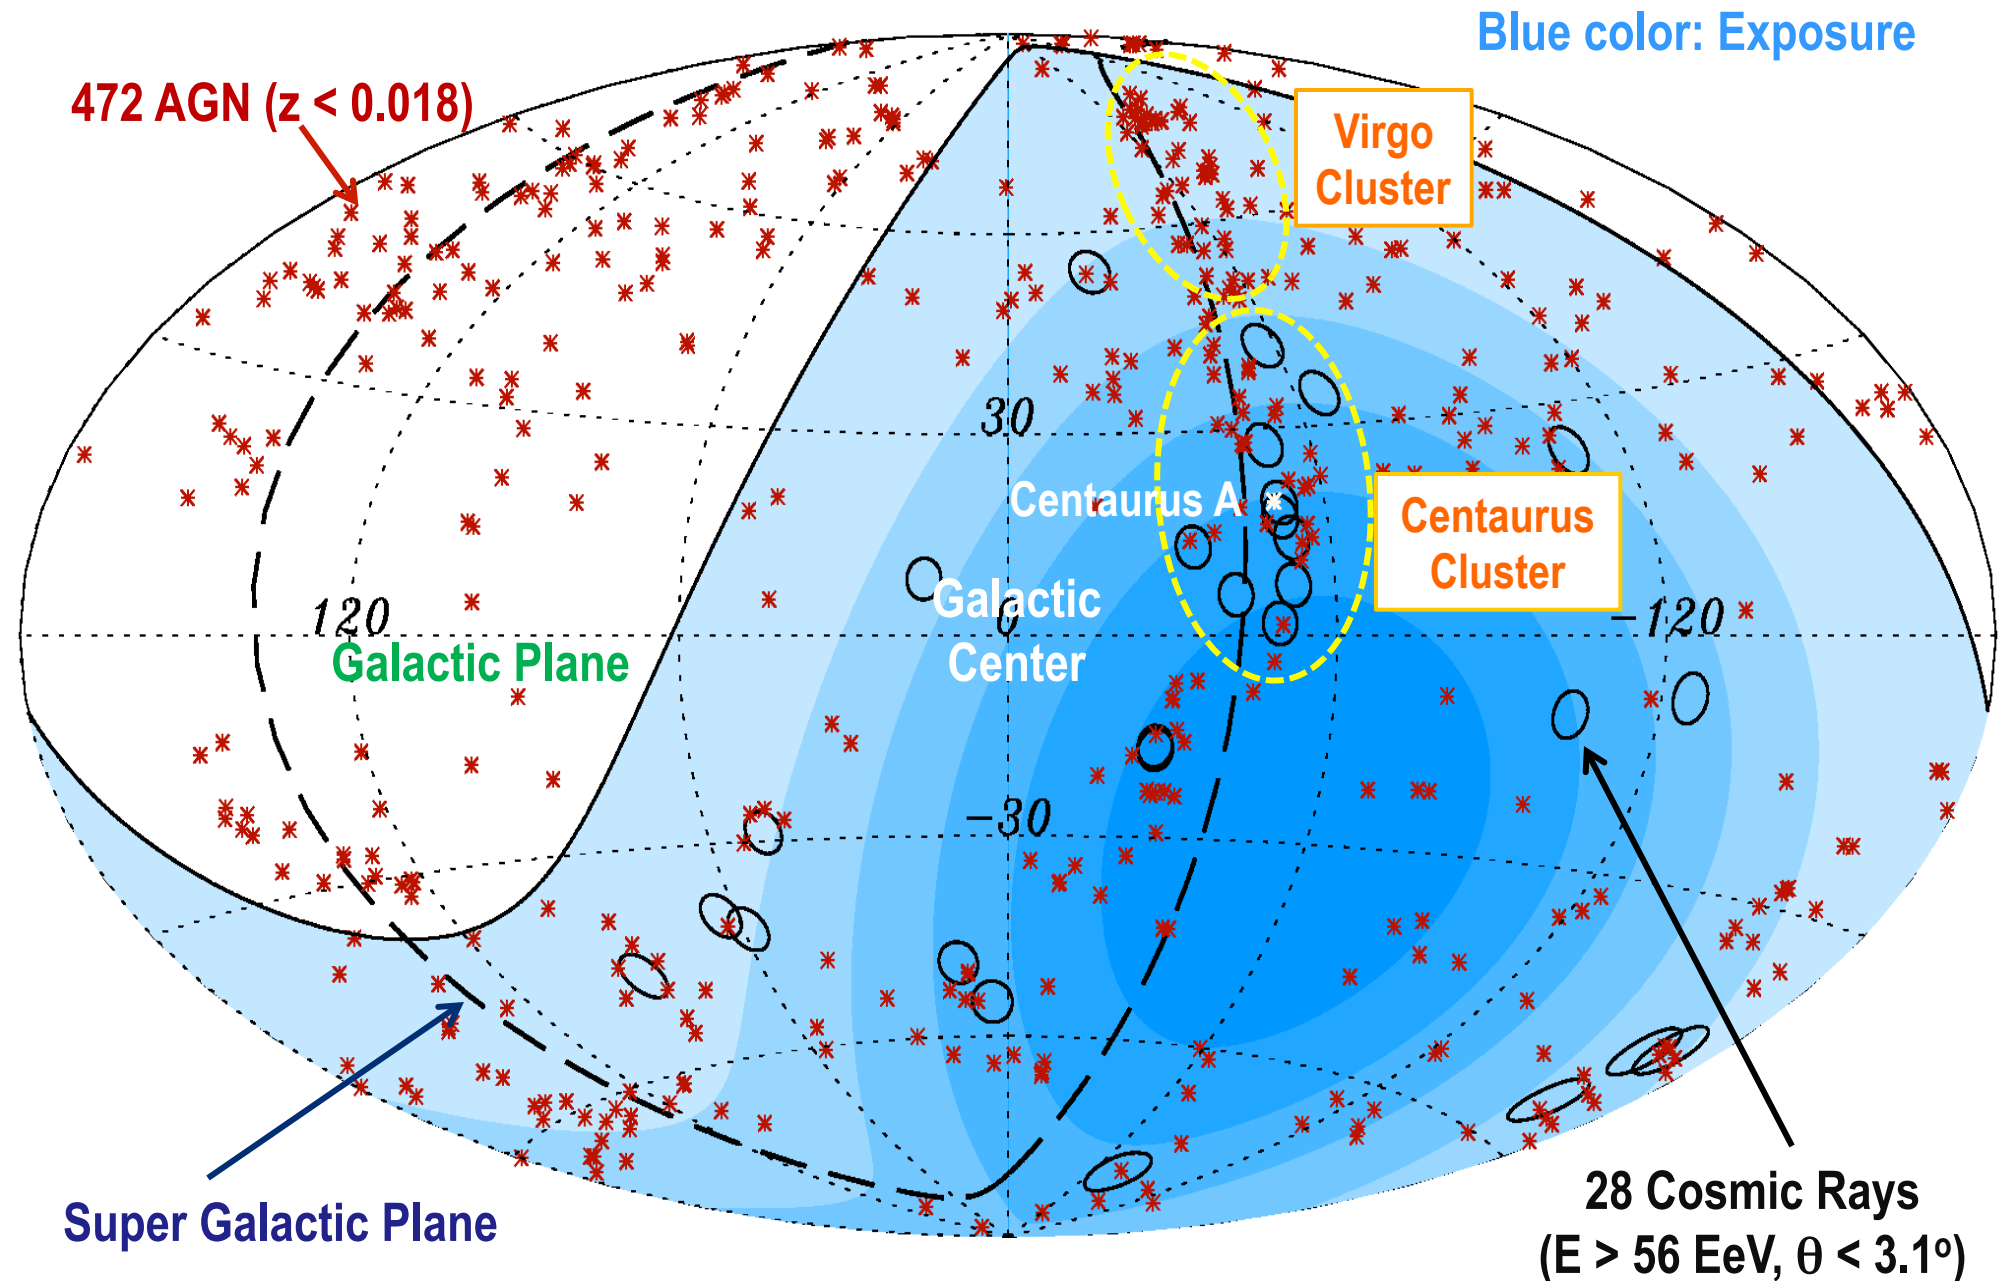 Blue color: Exposure
472 AGN (z < 0.018)
Virgo
Cluster
30
Centaurus A
Centaurus
Cluster
Galactic
120
0
-120
Galactic Plane
Center
-30
Super Galactic Plane
28 Cosmic Rays
(E > 56 EeV, θ < 3.1º)